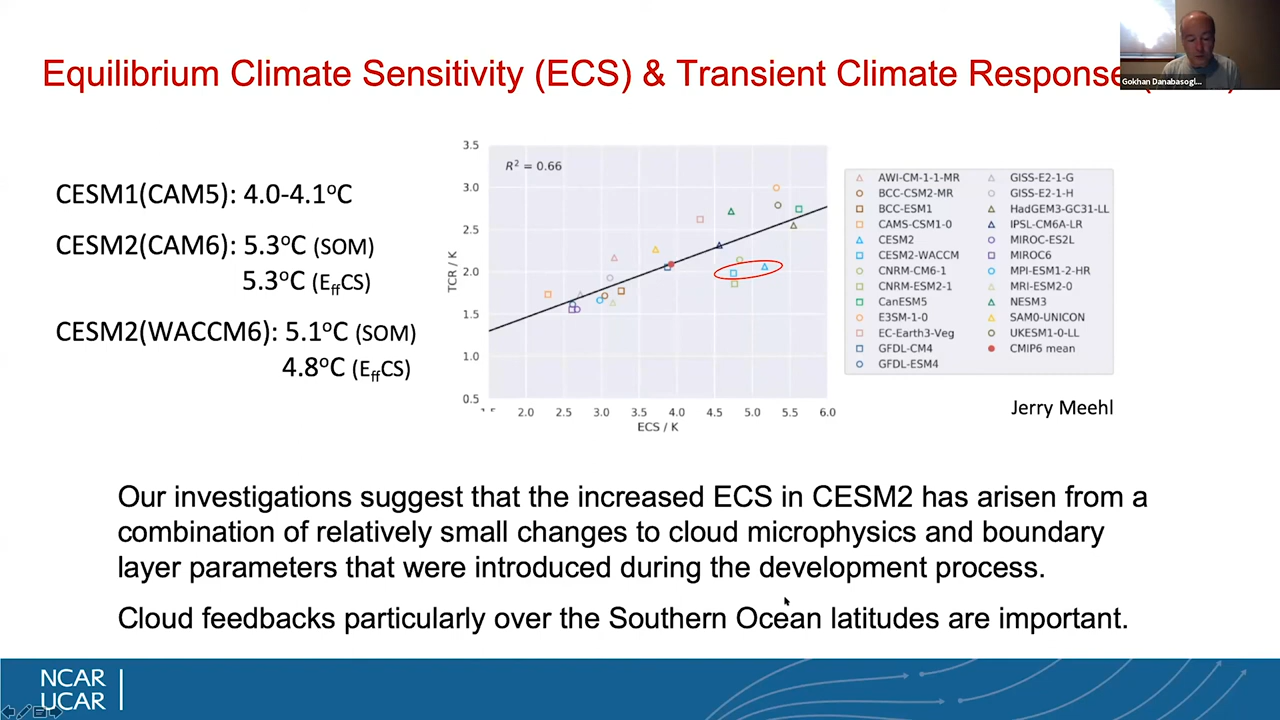 Equilibrium Climate Sensitivity (ECS) & Transient Climate Response
Gokhan Danabasogl...
CESM1(CAM5): 4.0-4.1ºC
CESM2(CAM6): 5.3ºC (SOM)
5.3ºC (EffCS)
CESM2(WACCM6): 5.1ºC (SOM)
4.8ºC (EffCS)
R² = 0.66
3.5
3.0
2.5
2.0
1.5
1.0
0.5
TCR / K
2.0 2.5 3.0 3.5 4.0 4.5 5.0 5.5 6.0
ECS / K
AWI-CM-1-1-MR
BCC-CSM2-MR
BCC-ESM1
CAMS-CSM1-0
CESM2
CESM2-WACCM
CNRM-CM6-1
CNRM-ESM2-1
CanESM5
E3SM-1-0
EC-Earth3-Veg
GFDL-CM4
GFDL-ESM4
GISS-E2-1-G
GISS-E2-1-H
HadGEM3-GC31-LL
IPSL-CM6A-LR
MIROC-ES2L
MIROC6
MPI-ESM1-2-HR
MRI-ESM2-0
NESM3
SAM0-UNICON
UKESM1-0-LL
CMIP6 mean
Jerry Meehl
Our investigations suggest that the increased ECS in CESM2 has arisen from a
combination of relatively small changes to cloud microphysics and boundary
layer parameters that were introduced during the development process.
Cloud feedbacks particularly over the Southern Ocean latitudes are important.
NCAR
UCAR